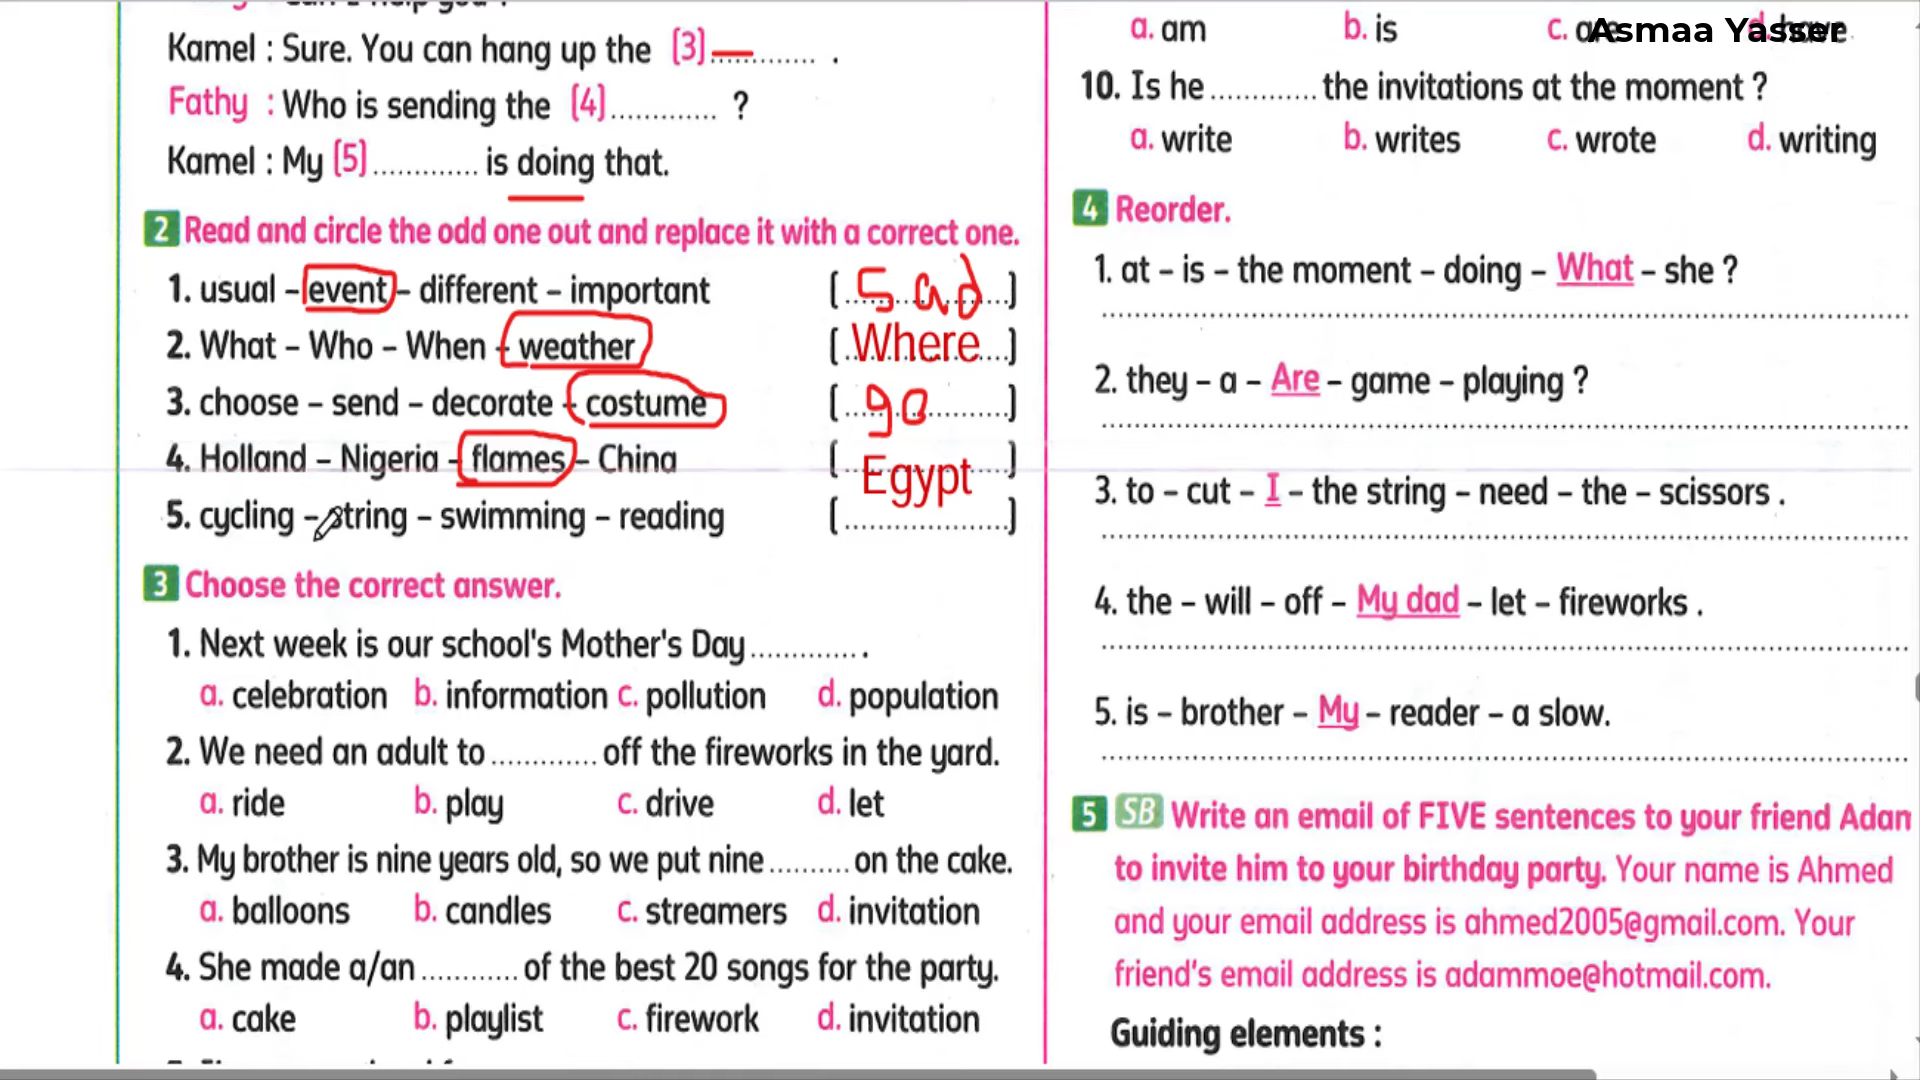 Kamel : Sure. You can hang up the (3) ............ .
Fathy : Who is sending the (4) ............ ?
Kamel : My (5) ............ is doing that.
2 Read and circle the odd one out and replace it with a correct one.
1. usual – event – different – important [ sad ]
2. What – Who – When – weather [ Where ]
3. choose – send – decorate – costume [ go ]
4. Holland – Nigeria – flames – China [ Egypt ]
5. cycling – string – swimming – reading [ .................. ]
3 Choose the correct answer.
1. Next week is our school's Mother's Day ............ .
a. celebration b. information c. pollution d. population
2. We need an adult to ............ off the fireworks in the yard.
a. ride b. play c. drive d. let
3. My brother is nine years old, so we put nine .......... on the cake.
a. balloons b. candles c. streamers d. invitation
4. She made a/an ............ of the best 20 songs for the party.
a. cake b. playlist c. firework d. invitation
Asmaa Yasser
a. am b. is c. are d. have
10. Is he ............ the invitations at the moment ?
a. write b. writes c. wrote d. writing
4 Reorder.
1. at – is – the moment – doing – What – she ?
2. they – a – Are – game – playing ?
3. to – cut – I – the string – need – the – scissors .
4. the – will – off – My dad – let – fireworks .
5. is – brother – My – reader – a slow.
5 SB Write an email of FIVE sentences to your friend Adam
to invite him to your birthday party. Your name is Ahmed
and your email address is ahmed2005@gmail.com. Your
friend's email address is adammoe@hotmail.com.
Guiding elements :